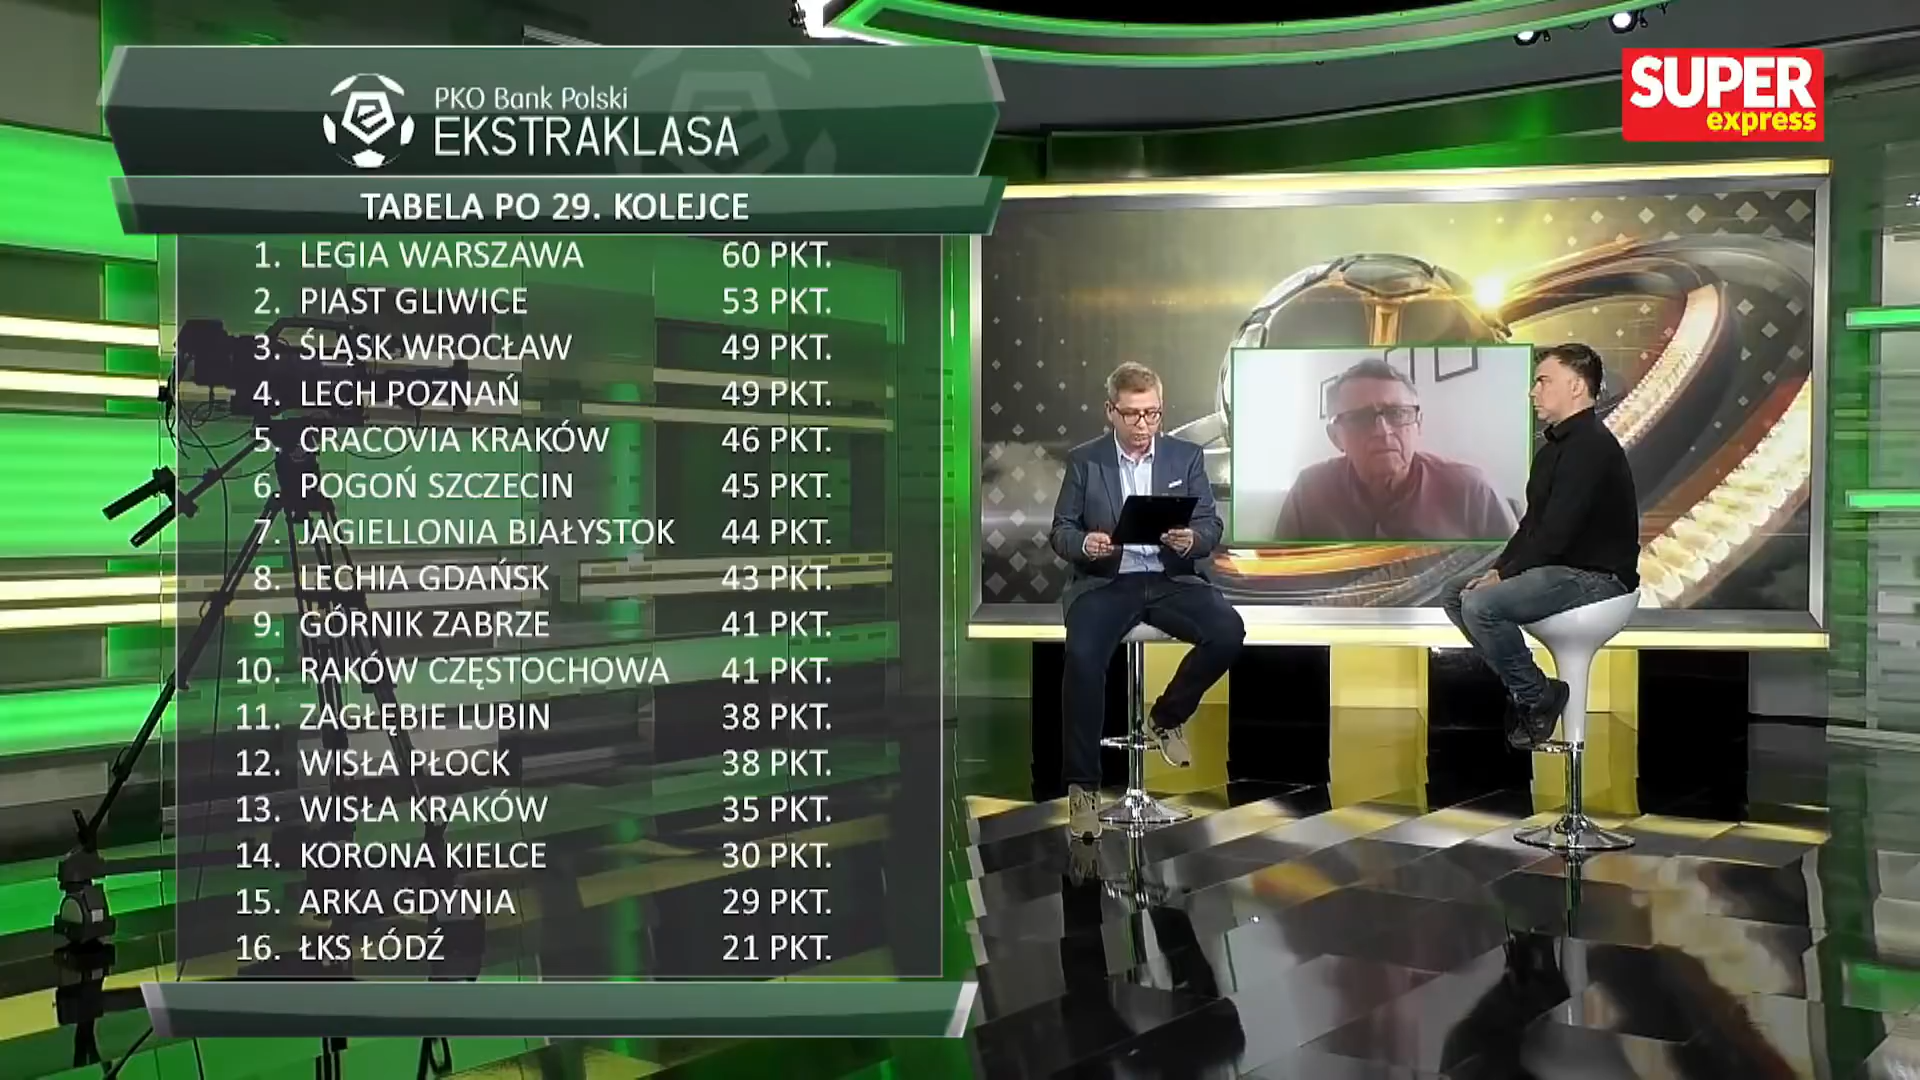 PKO Bank Polski
EKSTRAKLASA
SUPER
express
TABELA PO 29. KOLEJCE
1. LEGIA WARSZAWA 60 PKT.
2. PIAST GLIWICE 53 PKT.
3. ŚLĄSK WROCŁAW 49 PKT.
4. LECH POZNAŃ 49 PKT.
5. CRACOVIA KRAKÓW 46 PKT.
6. POGOŃ SZCZECIN 45 PKT.
7. JAGIELLONIA BIAŁYSTOK 44 PKT.
8. LECHIA GDAŃSK 43 PKT.
9. GÓRNIK ZABRZE 41 PKT.
10. RAKÓW CZĘSTOCHOWA 41 PKT.
11. ZAGŁĘBIE LUBIN 38 PKT.
12. WISŁA PŁOCK 38 PKT.
13. WISŁA KRAKÓW 35 PKT.
14. KORONA KIELCE 30 PKT.
15. ARKA GDYNIA 29 PKT.
16. ŁKS ŁÓDŹ 21 PKT.